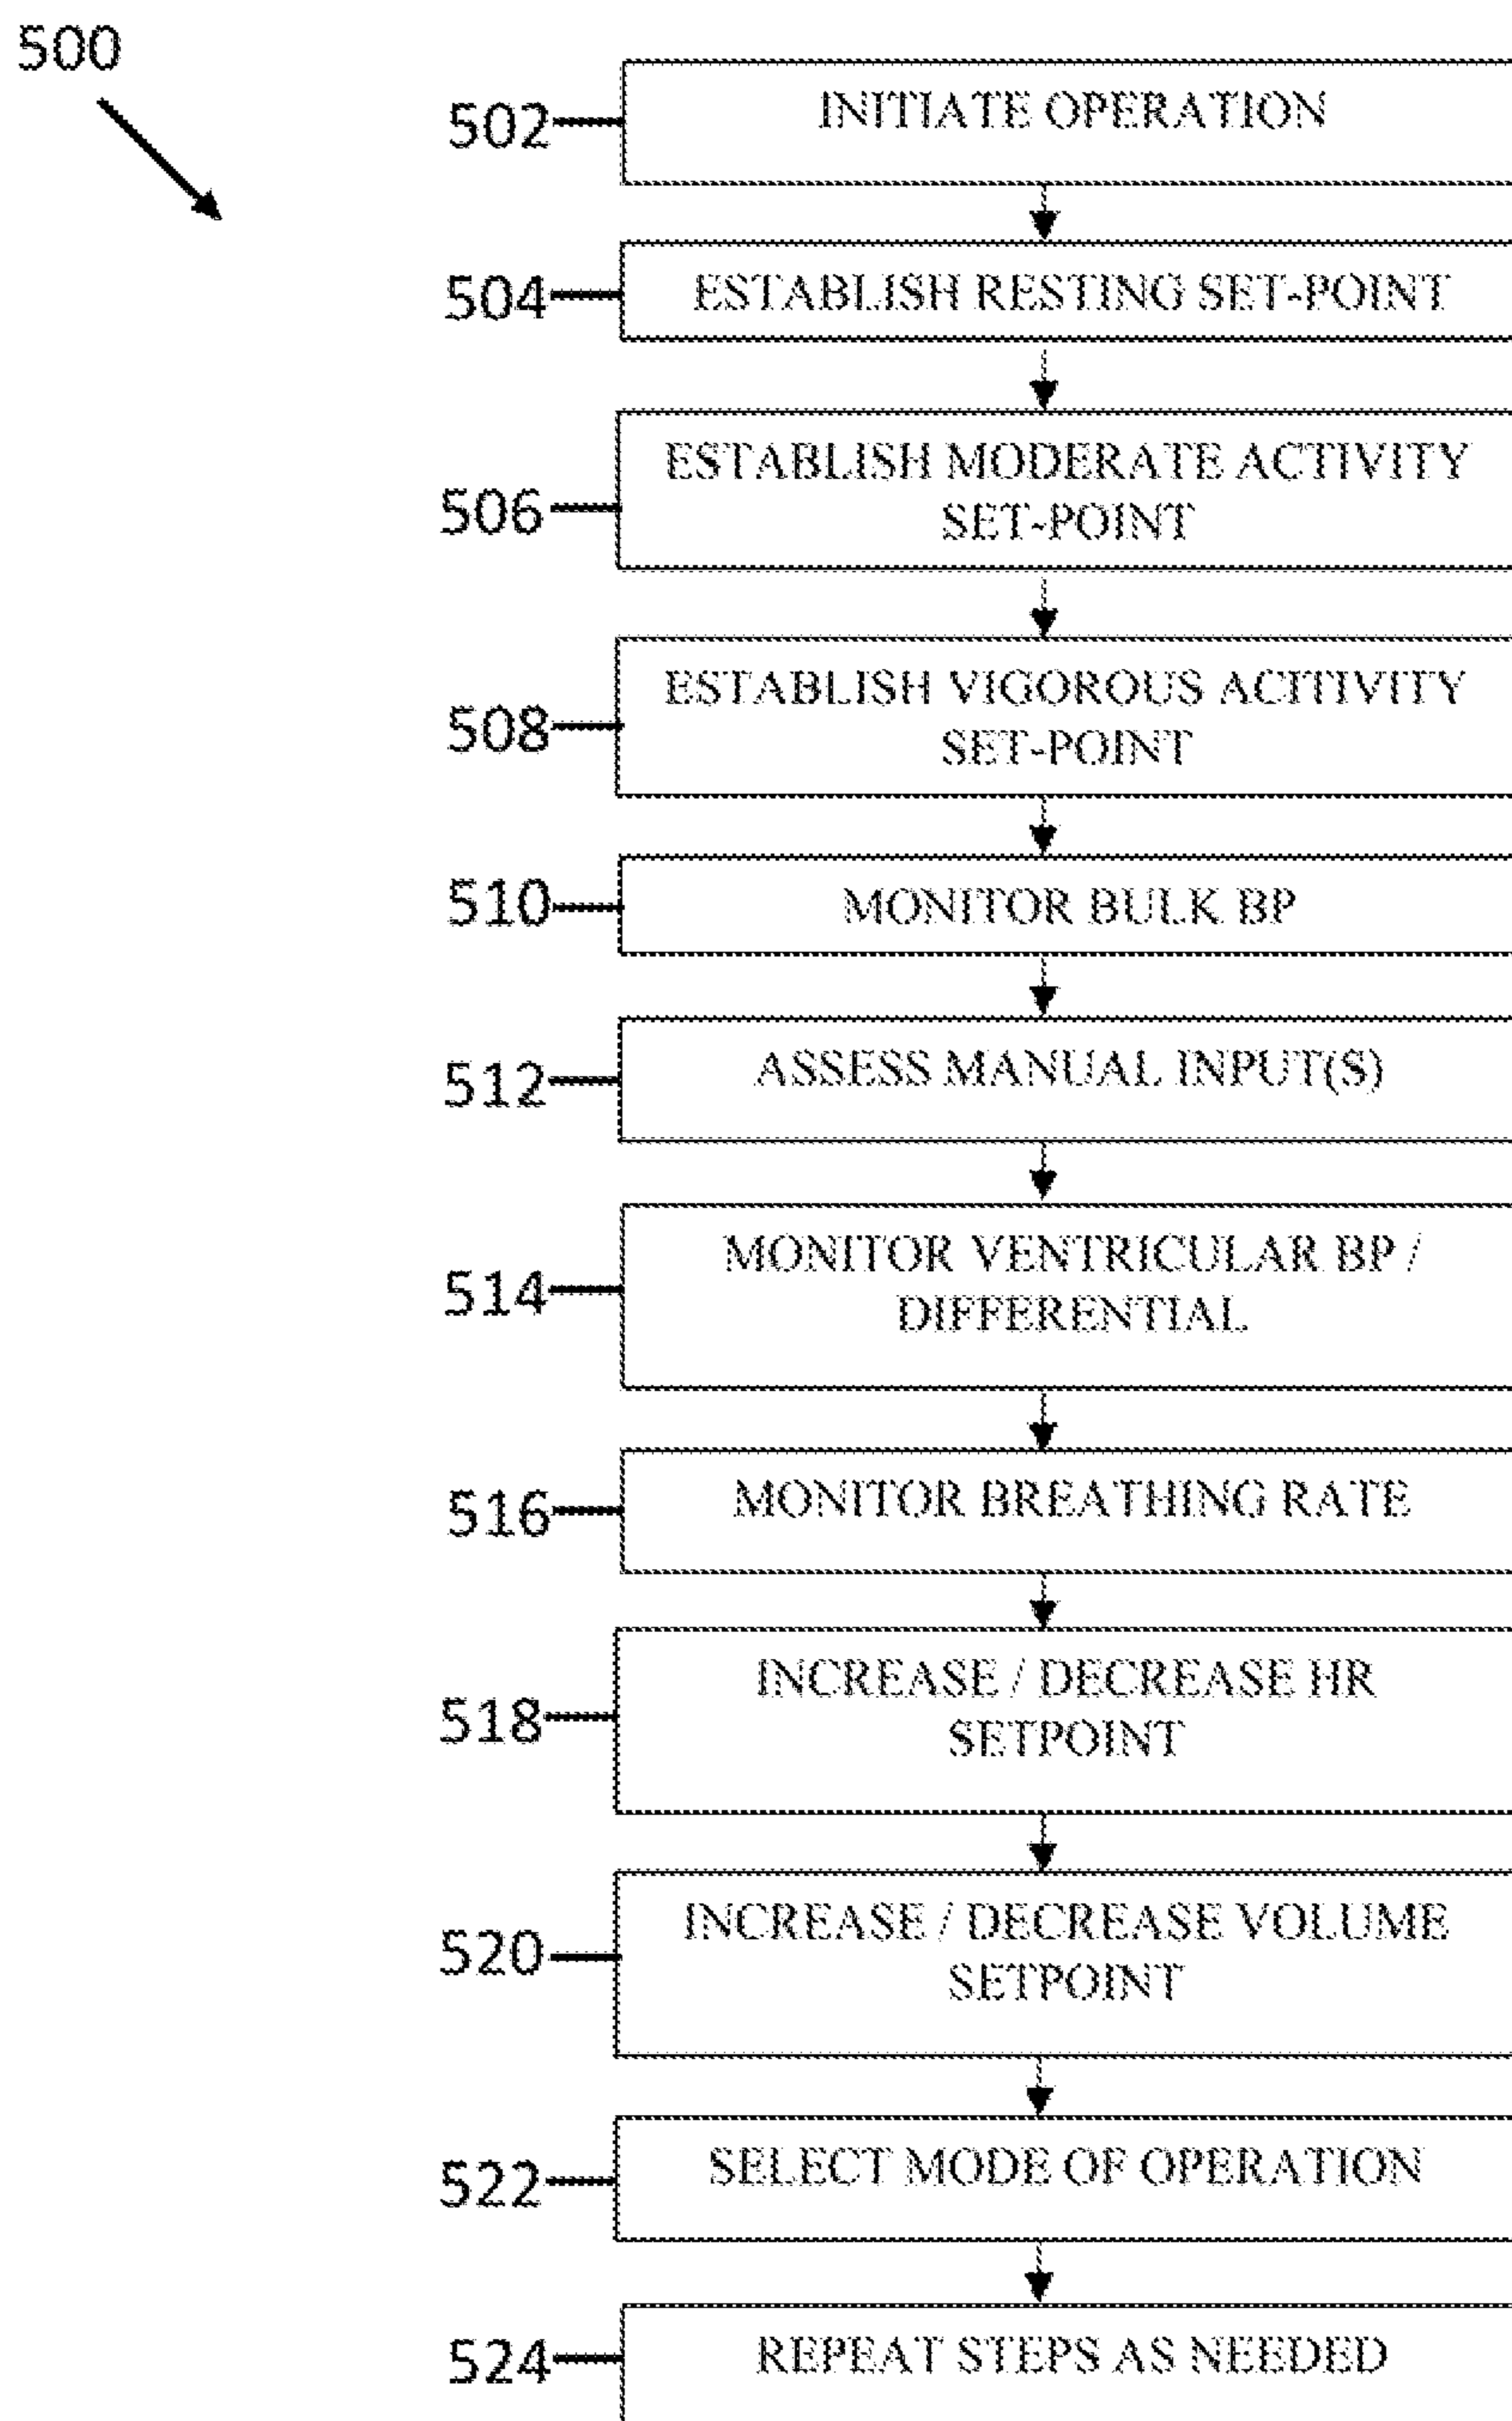 500
502 INITIATE OPERATION
504 ESTABLISH RESTING SET-POINT
506 ESTABLISH MODERATE ACTIVITY
SET-POINT
508 ESTABLISH VIGOROUS ACITIVITY
SET-POINT
510 MONITOR BULK BP
512 ASSESS MANUAL INPUT(S)
514 MONITOR VENTRICULAR BP /
DIFFERENTIAL
516 MONITOR BREATHING RATE
518 INCREASE / DECREASE HR
SETPOINT
520 INCREASE / DECREASE VOLUME
SETPOINT
522 SELECT MODE OF OPERATION
524 REPEAT STEPS AS NEEDED